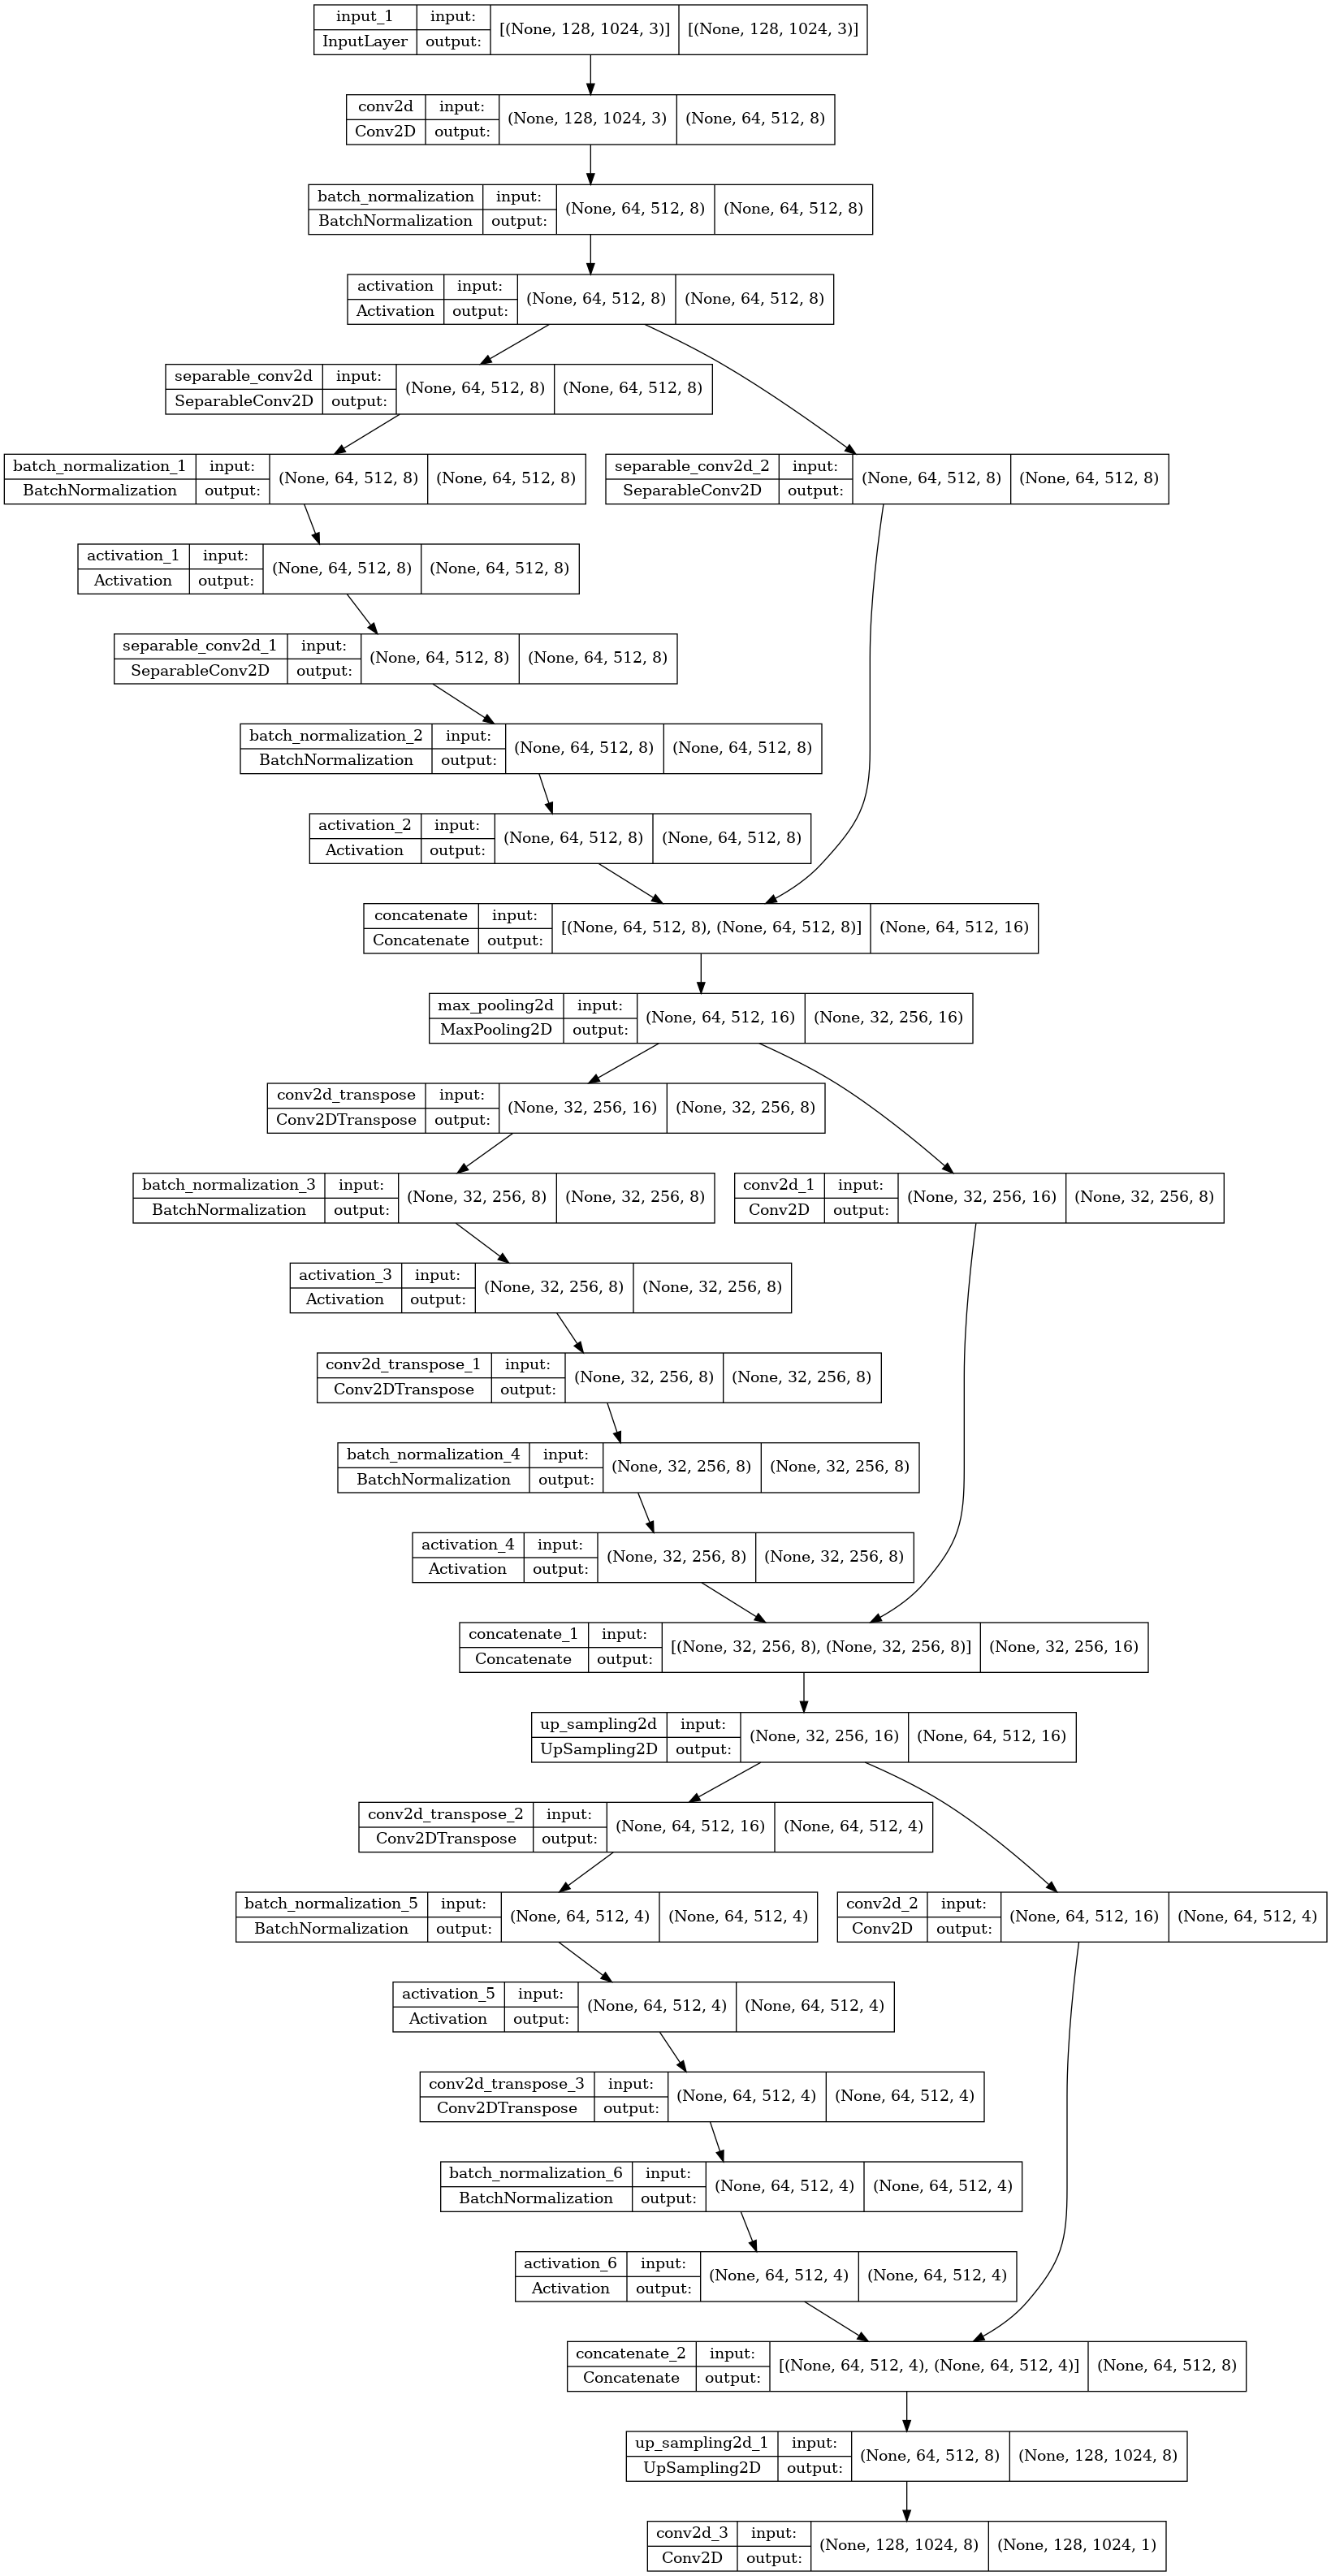 input_1 input: [(None, 128, 1024, 3)] [(None, 128, 1024, 3)]
InputLayer output:
conv2d input: (None, 128, 1024, 3) (None, 64, 512, 8)
Conv2D output:
batch_normalization input: (None, 64, 512, 8) (None, 64, 512, 8)
BatchNormalization output:
activation input: (None, 64, 512, 8) (None, 64, 512, 8)
Activation output:
separable_conv2d input: (None, 64, 512, 8) (None, 64, 512, 8)
SeparableConv2D output:
batch_normalization_1 input: (None, 64, 512, 8) (None, 64, 512, 8)
BatchNormalization output:
separable_conv2d_2 input: (None, 64, 512, 8) (None, 64, 512, 8)
SeparableConv2D output:
activation_1 input: (None, 64, 512, 8) (None, 64, 512, 8)
Activation output:
separable_conv2d_1 input: (None, 64, 512, 8) (None, 64, 512, 8)
SeparableConv2D output:
batch_normalization_2 input: (None, 64, 512, 8) (None, 64, 512, 8)
BatchNormalization output:
activation_2 input: (None, 64, 512, 8) (None, 64, 512, 8)
Activation output:
concatenate input: [(None, 64, 512, 8), (None, 64, 512, 8)] (None, 64, 512, 16)
Concatenate output:
max_pooling2d input: (None, 64, 512, 16) (None, 32, 256, 16)
MaxPooling2D output:
conv2d_transpose input: (None, 32, 256, 16) (None, 32, 256, 8)
Conv2DTranspose output:
batch_normalization_3 input: (None, 32, 256, 8) (None, 32, 256, 8)
BatchNormalization output:
conv2d_1 input: (None, 32, 256, 16) (None, 32, 256, 8)
Conv2D output:
activation_3 input: (None, 32, 256, 8) (None, 32, 256, 8)
Activation output:
conv2d_transpose_1 input: (None, 32, 256, 8) (None, 32, 256, 8)
Conv2DTranspose output:
batch_normalization_4 input: (None, 32, 256, 8) (None, 32, 256, 8)
BatchNormalization output:
activation_4 input: (None, 32, 256, 8) (None, 32, 256, 8)
Activation output:
concatenate_1 input: [(None, 32, 256, 8), (None, 32, 256, 8)] (None, 32, 256, 16)
Concatenate output:
up_sampling2d input: (None, 32, 256, 16) (None, 64, 512, 16)
UpSampling2D output:
conv2d_transpose_2 input: (None, 64, 512, 16) (None, 64, 512, 4)
Conv2DTranspose output:
batch_normalization_5 input: (None, 64, 512, 4) (None, 64, 512, 4)
BatchNormalization output:
conv2d_2 input: (None, 64, 512, 16) (None, 64, 512, 4)
Conv2D output:
activation_5 input: (None, 64, 512, 4) (None, 64, 512, 4)
Activation output:
conv2d_transpose_3 input: (None, 64, 512, 4) (None, 64, 512, 4)
Conv2DTranspose output:
batch_normalization_6 input: (None, 64, 512, 4) (None, 64, 512, 4)
BatchNormalization output:
activation_6 input: (None, 64, 512, 4) (None, 64, 512, 4)
Activation output:
concatenate_2 input: [(None, 64, 512, 4), (None, 64, 512, 4)] (None, 64, 512, 8)
Concatenate output:
up_sampling2d_1 input: (None, 64, 512, 8) (None, 128, 1024, 8)
UpSampling2D output:
conv2d_3 input: (None, 128, 1024, 8) (None, 128, 1024, 1)
Conv2D output: